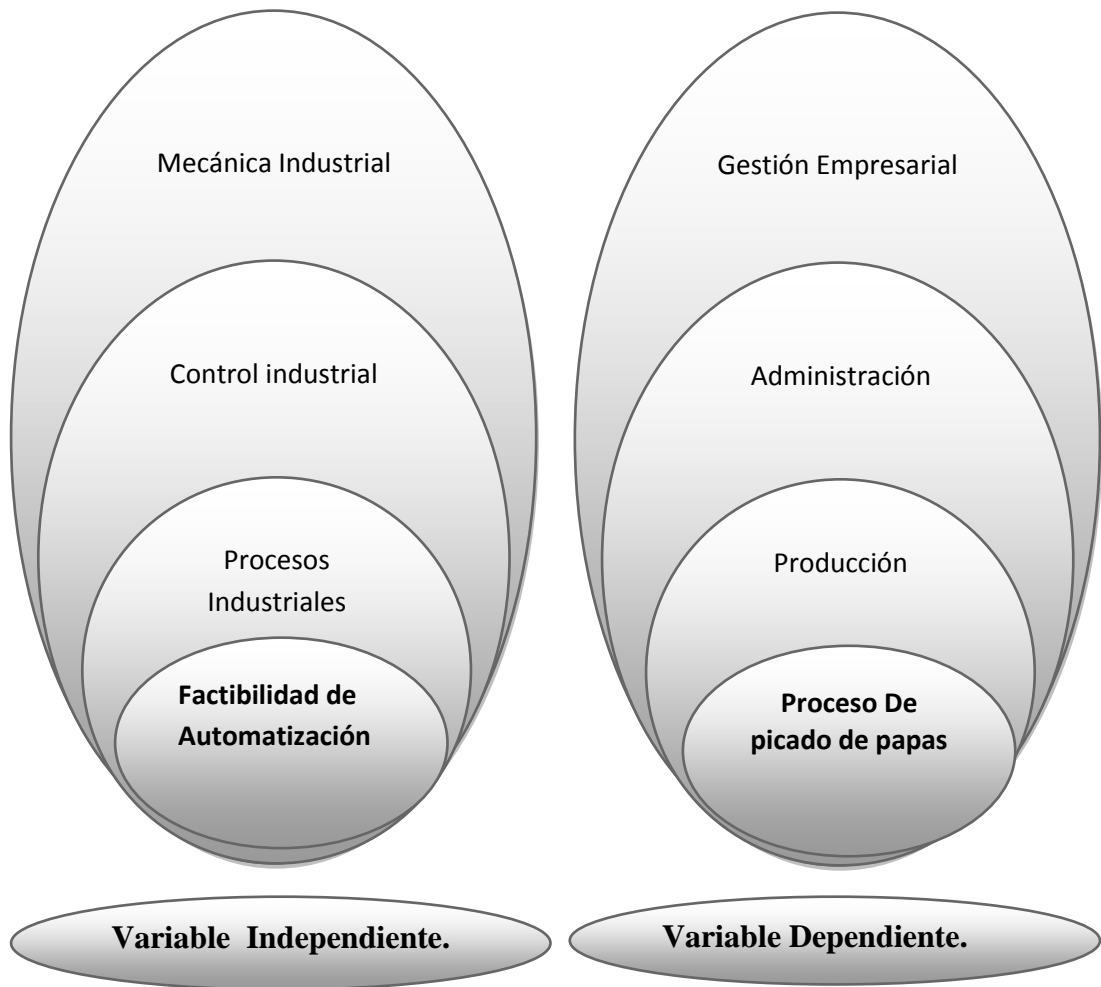 Mecánica Industrial
Control industrial
Procesos
Industriales
Factibilidad de
Automatización
Variable Independiente.
Gestión Empresarial
Administración
Producción
Proceso De
picado de papas
Variable Dependiente.